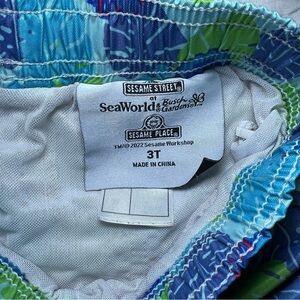 SESAME STREET
at
SeaWorld Busch Gardens
SESAME PLACE
TM/© 2022 Sesame Workshop
3T
MADE IN CHINA